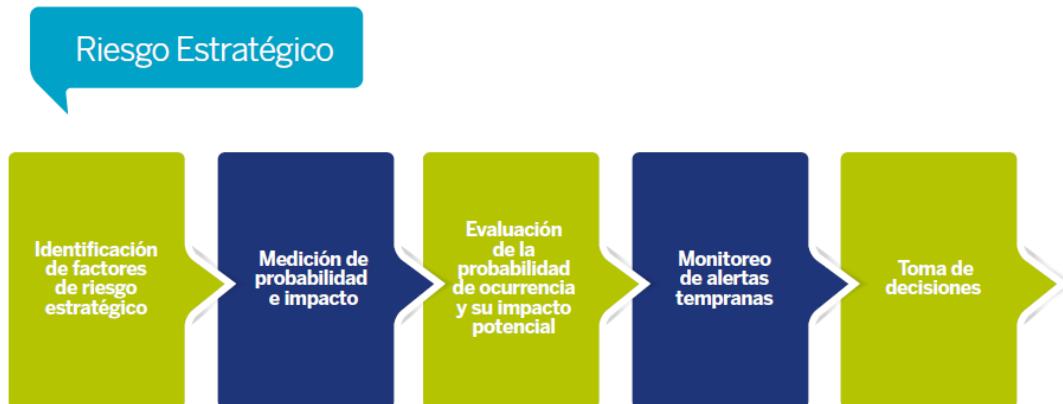 Riesgo Estratégico
Identificación
de factores
de riesgo
estratégico
Medición de
probabilidad
e impacto
Evaluación
de la
probabilidad
de ocurrencia
y su impacto
potencial
Monitoreo
de alertas
tempranas
Toma de
decisiones